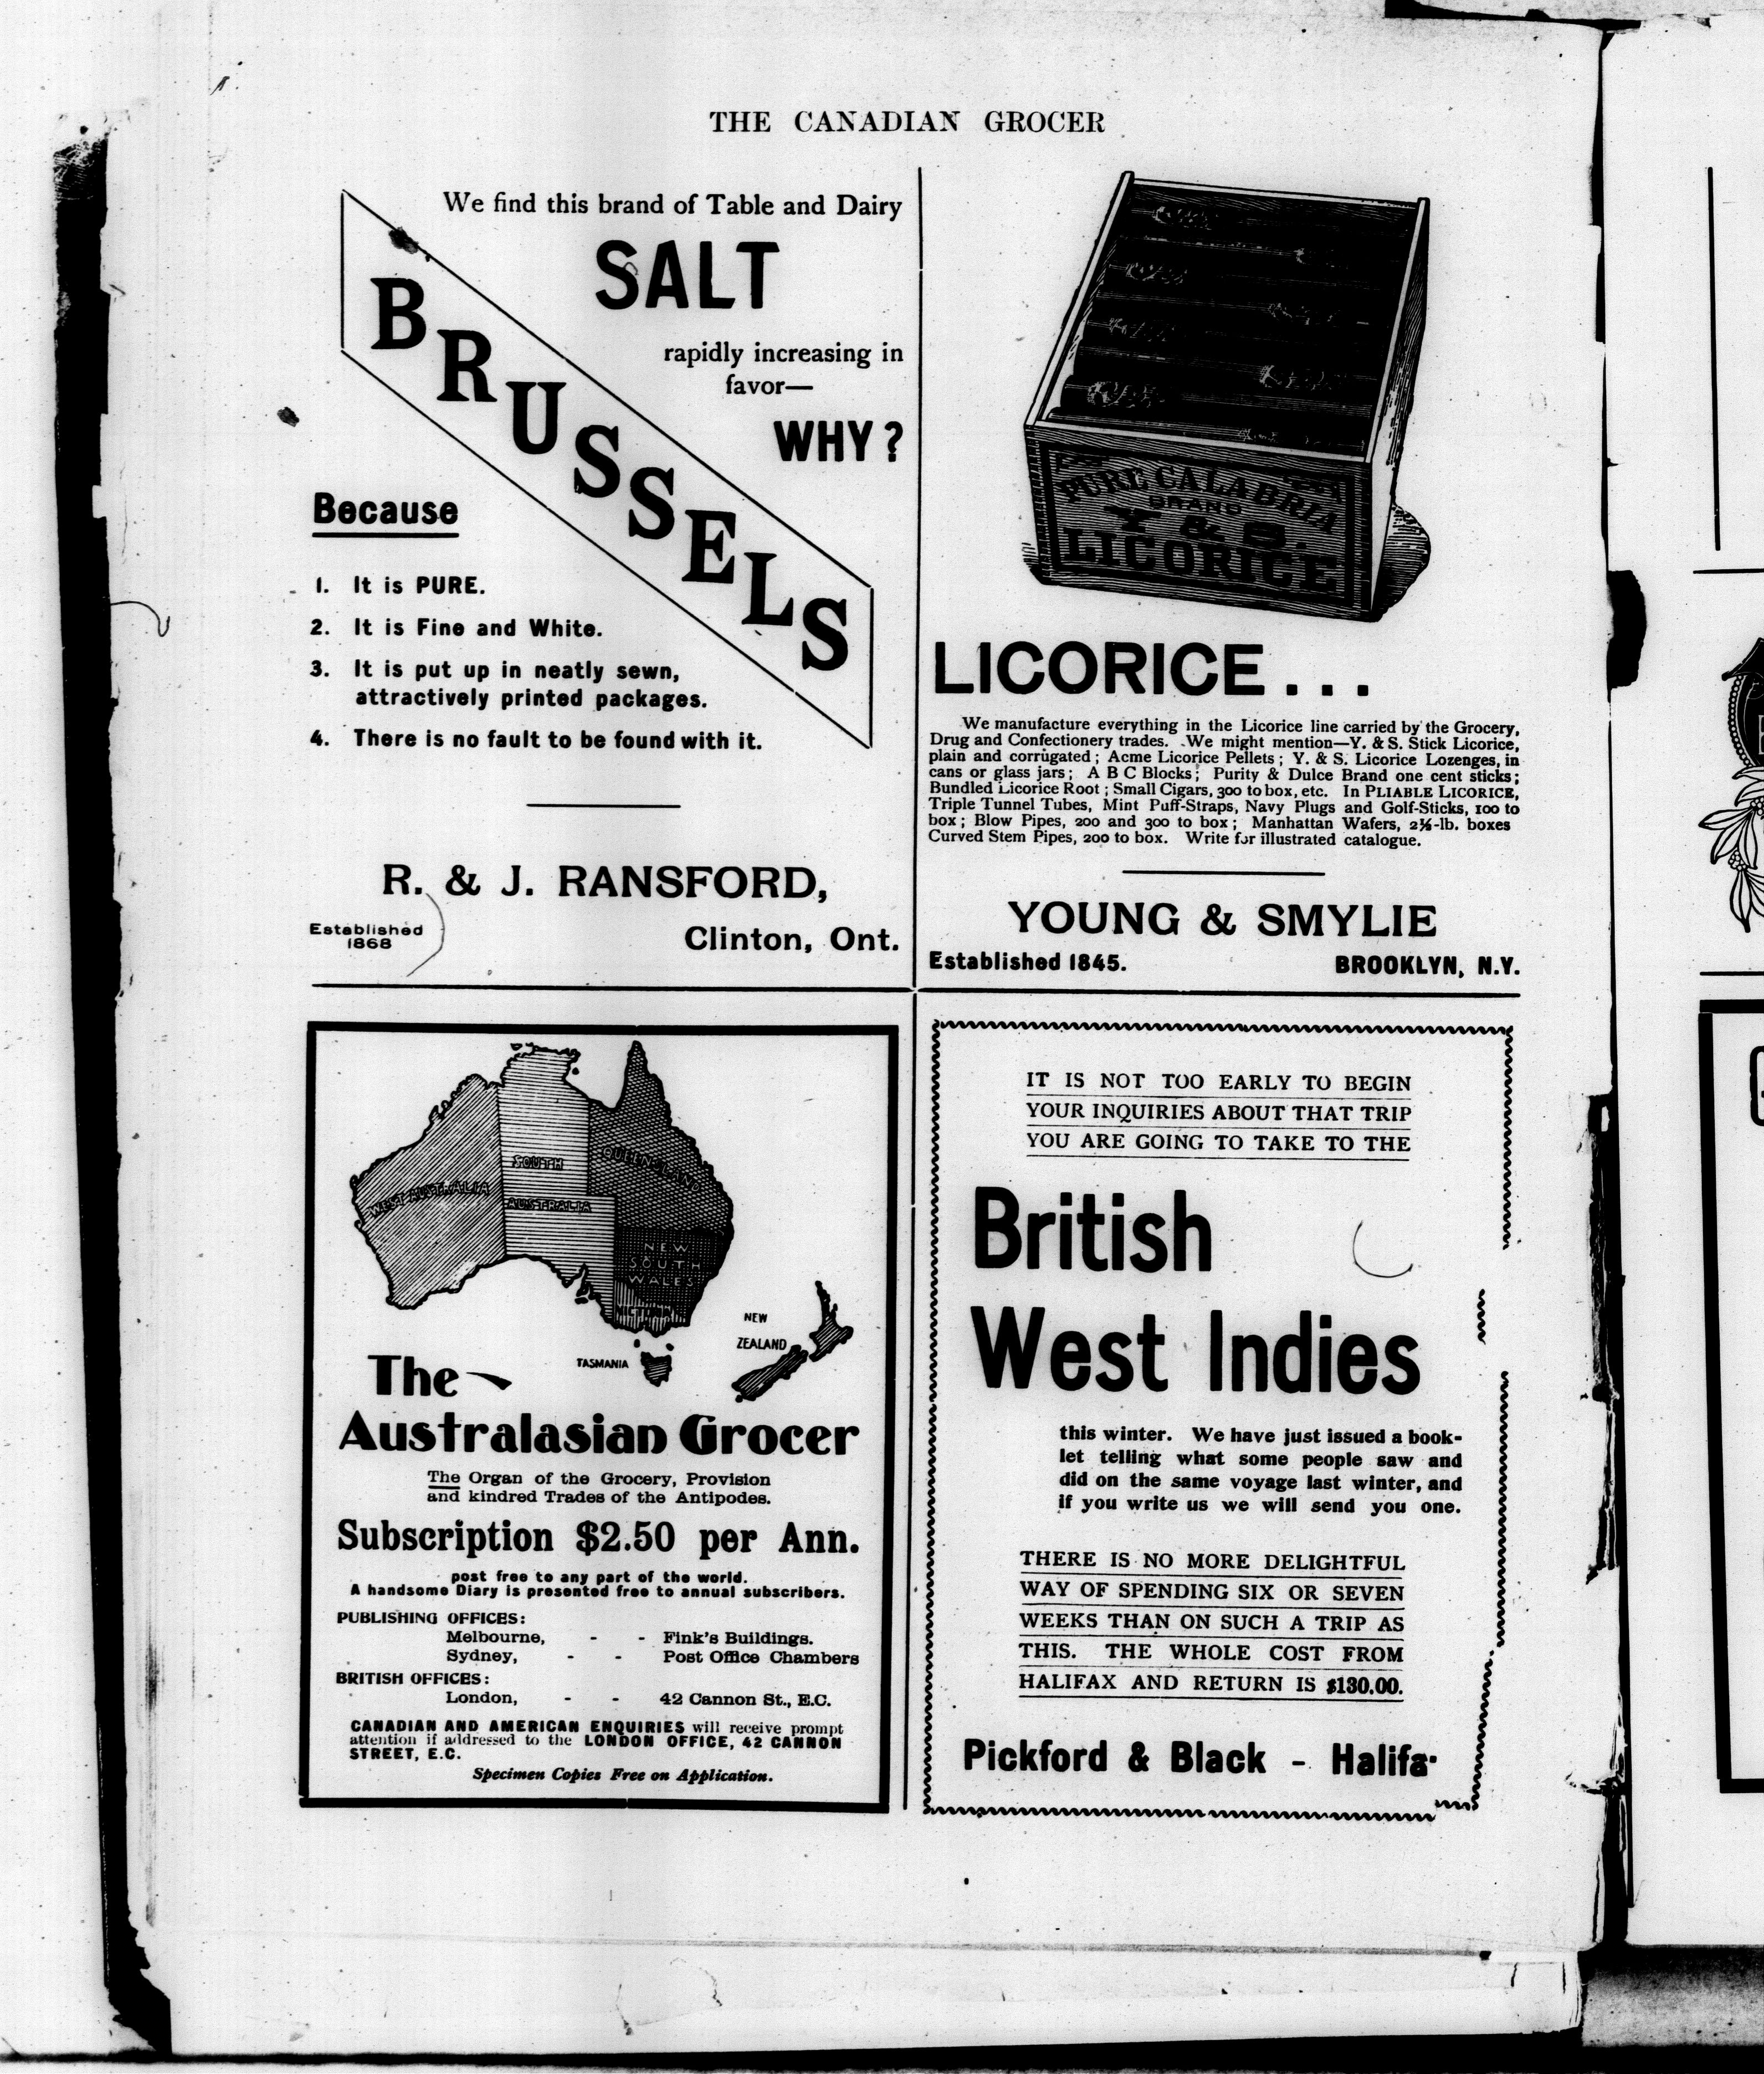 THE CANADIAN GROCER
We find this brand of Table and Dairy
SALT
BRUSSELS
rapidly increasing in
favor—
WHY?
Because
1. It is PURE.
2. It is Fine and White.
3. It is put up in neatly sewn,
attractively printed packages.
4. There is no fault to be found with it.
R. & J. RANSFORD,
Established
1868
Clinton, Ont.
PURE CALABRIA
BRAND
Y & S.
LICORICE
LICORICE...
We manufacture everything in the Licorice line carried by the Grocery,
Drug and Confectionery trades. We might mention—Y. & S. Stick Licorice,
plain and corrugated; Acme Licorice Pellets; Y. & S. Licorice Lozenges, in
cans or glass jars; A B C Blocks; Purity & Dulce Brand one cent sticks;
Bundled Licorice Root; Small Cigars, 300 to box, etc. In PLIABLE LICORICE,
Triple Tunnel Tubes, Mint Puff-Straps, Navy Plugs and Golf-Sticks, 100 to
box; Blow Pipes, 200 and 300 to box; Manhattan Wafers, 2½-lb. boxes
Curved Stem Pipes, 200 to box. Write for illustrated catalogue.
YOUNG & SMYLIE
Established 1845. BROOKLYN, N.Y.
WEST AUSTRALIA
SOUTH
AUSTRALIA
QUEENSLAND
NEW
SOUTH
WALES
VICTORIA
TASMANIA
NEW
ZEALAND
The
Australasian Grocer
The Organ of the Grocery, Provision
and kindred Trades of the Antipodes.
Subscription $2.50 per Ann.
post free to any part of the world.
A handsome Diary is presented free to annual subscribers.
PUBLISHING OFFICES:
Melbourne, - - Fink's Buildings.
Sydney, - - Post Office Chambers
BRITISH OFFICES:
London, - - 42 Cannon St., E.C.
CANADIAN AND AMERICAN ENQUIRIES will receive prompt
attention if addressed to the LONDON OFFICE, 42 CANNON
STREET, E.C.
Specimen Copies Free on Application.
IT IS NOT TOO EARLY TO BEGIN
YOUR INQUIRIES ABOUT THAT TRIP
YOU ARE GOING TO TAKE TO THE
British
West Indies
this winter. We have just issued a book-
let telling what some people saw and
did on the same voyage last winter, and
if you write us we will send you one.
THERE IS NO MORE DELIGHTFUL
WAY OF SPENDING SIX OR SEVEN
WEEKS THAN ON SUCH A TRIP AS
THIS. THE WHOLE COST FROM
HALIFAX AND RETURN IS $130.00.
Pickford & Black - Halifa